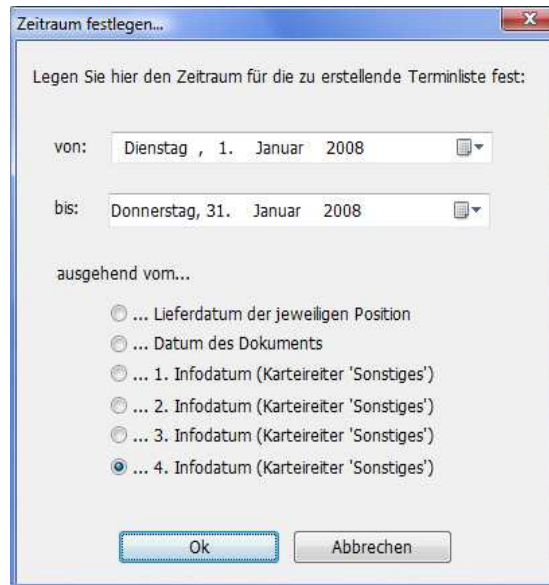 Zeitraum festlegen...
Legen Sie hier den Zeitraum für die zu erstellende Terminliste fest:
von: Dienstag , 1. Januar 2008
bis: Donnerstag, 31. Januar 2008
ausgehend vom...
... Lieferdatum der jeweiligen Position
... Datum des Dokuments
... 1. Infodatum (Karteireiter 'Sonstiges')
... 2. Infodatum (Karteireiter 'Sonstiges')
... 3. Infodatum (Karteireiter 'Sonstiges')
... 4. Infodatum (Karteireiter 'Sonstiges')
Ok Abbrechen